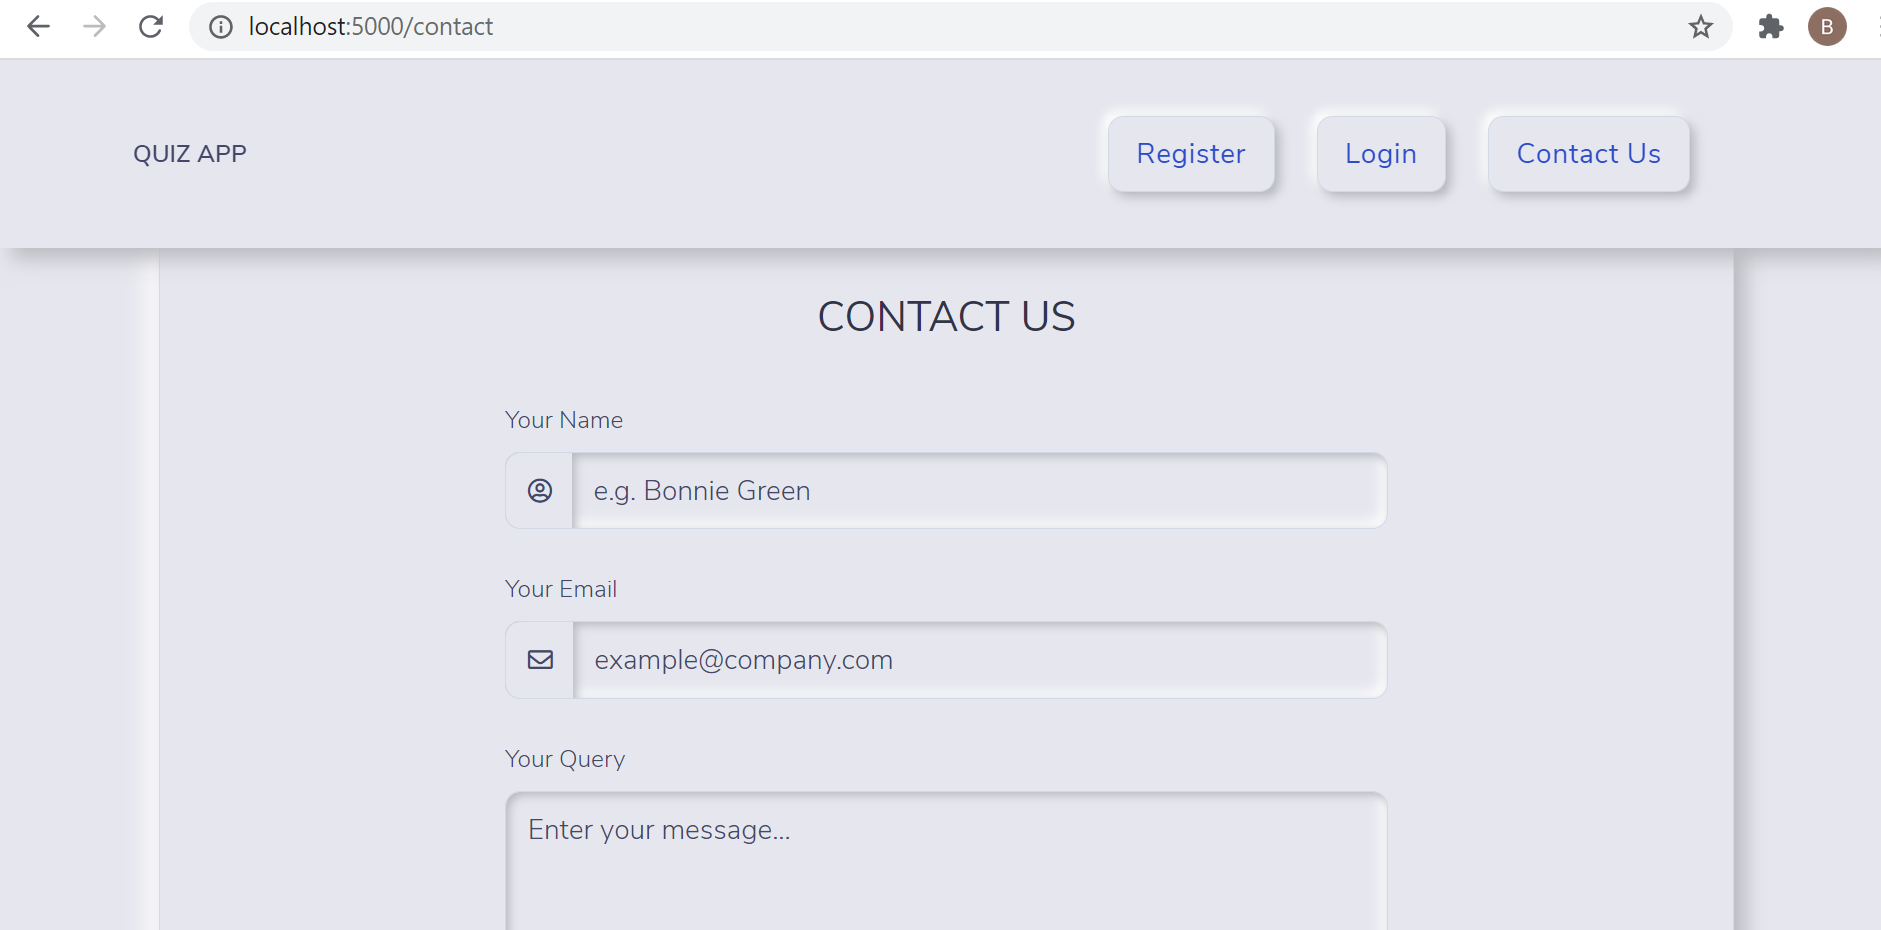 localhost:5000/contact
B
QUIZ APP
Register
Login
Contact Us
CONTACT US
Your Name
e.g. Bonnie Green
Your Email
example@company.com
Your Query
Enter your message...